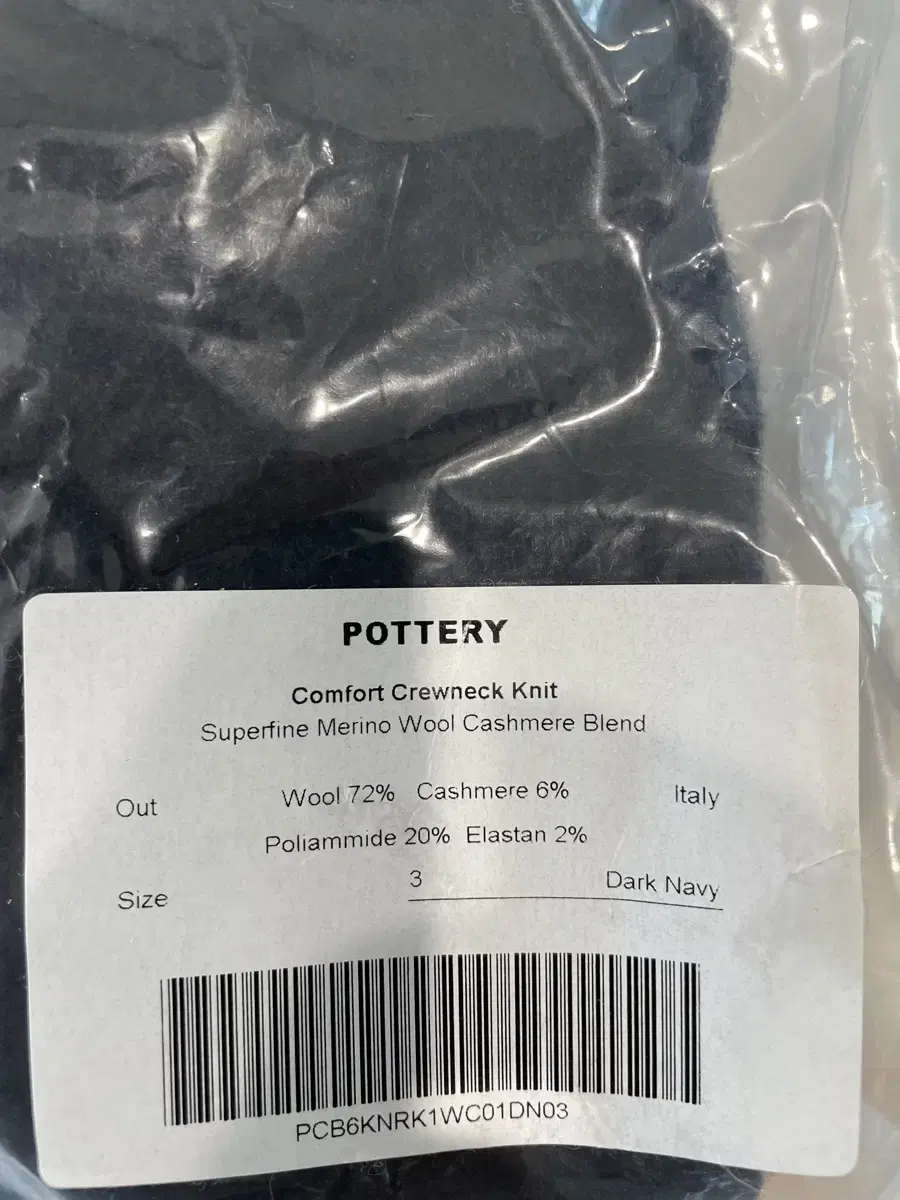 POTTERY
Comfort Crewneck Knit
Superfine Merino Wool Cashmere Blend
Out Wool 72% Cashmere 6% Italy
Poliammide 20% Elastan 2%
Size 3 Dark Navy
PCB6KNRK1WC01DN03